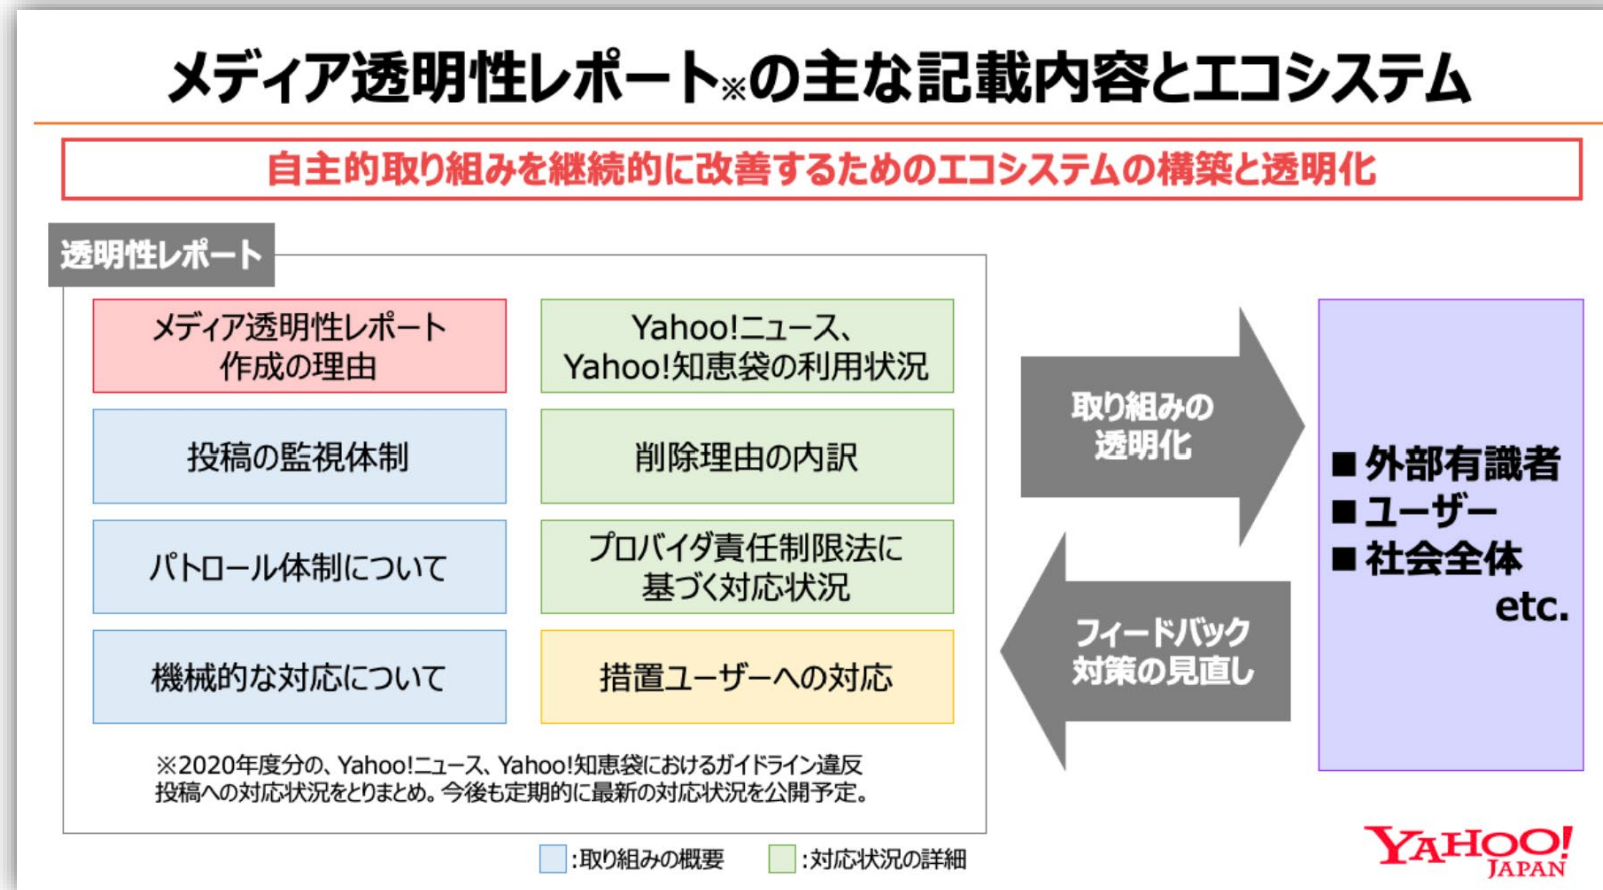 メディア透明性レポート※の主な記載内容とエコシステム
自主的取り組みを継続的に改善するためのエコシステムの構築と透明化
透明性レポート
メディア透明性レポート
作成の理由
Yahoo!ニュース、
Yahoo!知恵袋の利用状況
投稿の監視体制
削除理由の内訳
パトロール体制について
プロバイダ責任制限法に
基づく対応状況
機械的な対応について
措置ユーザーへの対応
※2020年度分の、Yahoo!ニュース、Yahoo!知恵袋におけるガイドライン違反
投稿への対応状況をとりまとめ。今後も定期的に最新の対応状況を公開予定。
:取り組みの概要
:対応状況の詳細
取り組みの
透明化
フィードバック
対策の見直し
■ 外部有識者
■ ユーザー
■ 社会全体
etc.
YAHOO!
JAPAN